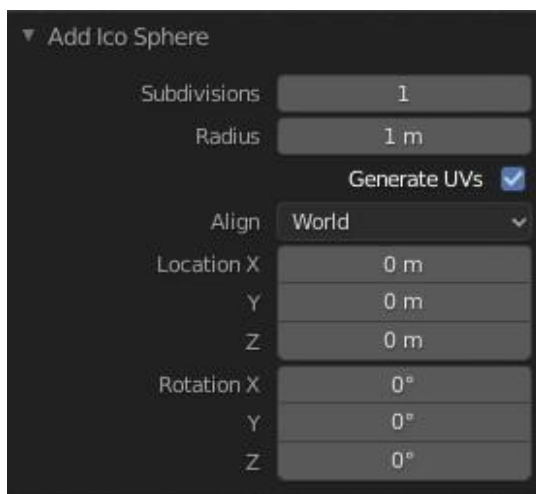 Add Ico Sphere
Subdivisions 1
Radius 1 m
Generate UVs
Align World
Location X 0 m
Y 0 m
Z 0 m
Rotation X 0°
Y 0°
Z 0°